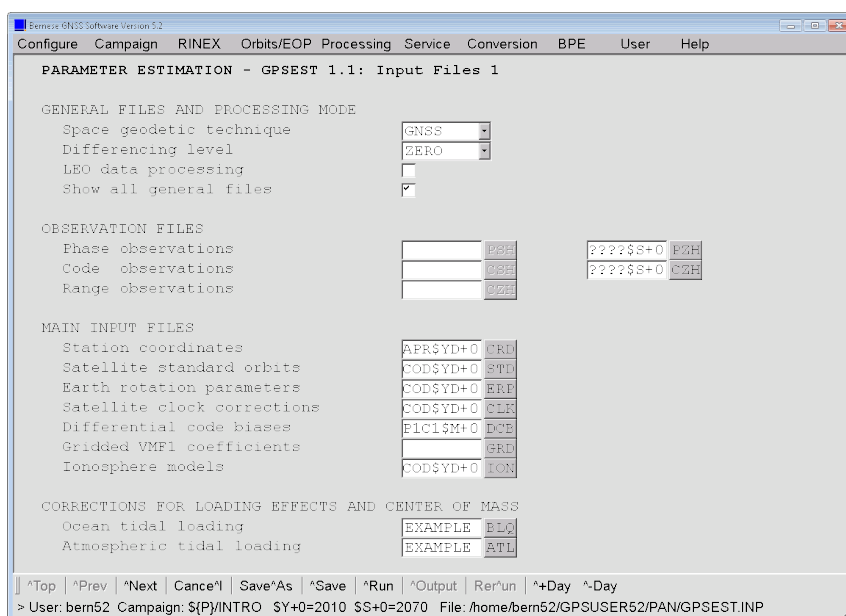 Bernese GNSS Software Version 5.2
Configure Campaign RINEX Orbits/EOP Processing Service Conversion BPE User Help
PARAMETER ESTIMATION - GPSEST 1.1: Input Files 1
GENERAL FILES AND PROCESSING MODE
Space geodetic technique GNSS
Differencing level ZERO
LEO data processing
Show all general files
OBSERVATION FILES
Phase observations PSH ????$S+0 PZH
Code observations CSH ????$S+0 CZH
Range observations CZH
MAIN INPUT FILES
Station coordinates APR$YD+0 CRD
Satellite standard orbits COD$YD+0 STD
Earth rotation parameters COD$YD+0 ERP
Satellite clock corrections COD$YD+0 CLK
Differential code biases P1C1$M+0 DCB
Gridded VMF1 coefficients GRD
Ionosphere models COD$YD+0 ION
CORRECTIONS FOR LOADING EFFECTS AND CENTER OF MASS
Ocean tidal loading EXAMPLE BLQ
Atmospheric tidal loading EXAMPLE ATL
^Top ^Prev ^Next Cance^l Save^As ^Save ^Run ^Output Rer^un ^+Day ^-Day
> User: bern52 Campaign: ${P}/INTRO $Y+0=2010 $S+0=2070 File: /home/bern52/GPSUSER52/PAN/GPSEST.INP